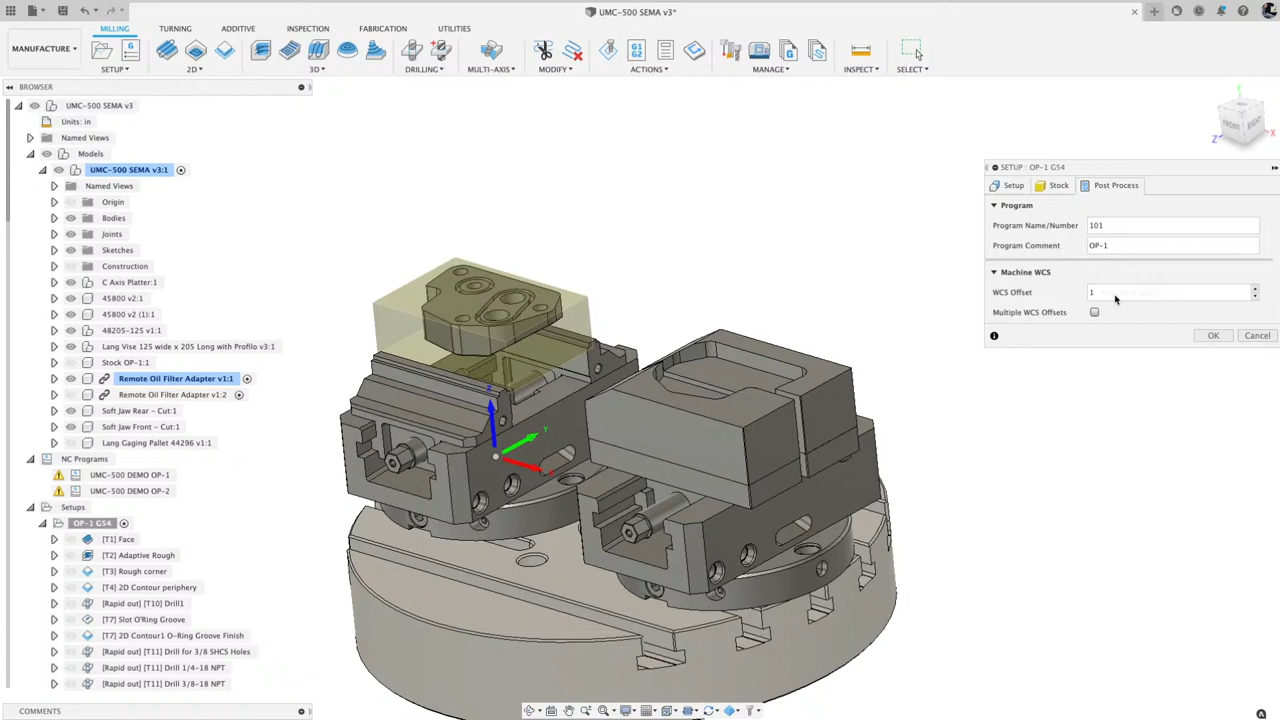 UMC-500 SEMA v3*
MILLING TURNING ADDITIVE INSPECTION FABRICATION UTILITIES
MANUFACTURE
G
G1
G2
G
SETUP 2D 3D DRILLING MULTI-AXIS MODIFY ACTIONS MANAGE INSPECT SELECT
BROWSER
UMC-500 SEMA v3
Units: in
Named Views
Models
UMC-500 SEMA v3:1
Named Views
Origin
Bodies
Joints
Sketches
Construction
C Axis Platter:1
45800 v2:1
45800 v2 (1):1
48205-125 v1:1
Lang Vise 125 wide x 205 Long with Profilo v3:1
Stock OP-1:1
Remote Oil Filter Adapter v1:1
Remote Oil Filter Adapter v1:2
Soft Jaw Rear - Cut:1
Soft Jaw Front - Cut:1
Lang Gaging Pallet 44296 v1:1
NC Programs
UMC-500 DEMO OP-1
UMC-500 DEMO OP-2
Setups
OP-1 G54
[T1] Face
[T2] Adaptive Rough
[T3] Rough corner
[T4] 2D Contour periphery
[Rapid out] [T10] Drill1
[T7] Slot O'Ring Groove
[T7] 2D Contour1 O-Ring Groove Finish
[Rapid out] [T11] Drill for 3/8 SHCS Holes
[Rapid out] [T11] Drill 1/4-18 NPT
[Rapid out] [T11] Drill 3/8-18 NPT
COMMENTS
Z
Y
X
Y
FRONT
RIGHT
Z
X
SETUP : OP-1 G54
Setup Stock Post Process
Program
Program Name/Number 101
Program Comment OP-1
Machine WCS
WCS Offset 1
Multiple WCS Offsets
OK Cancel